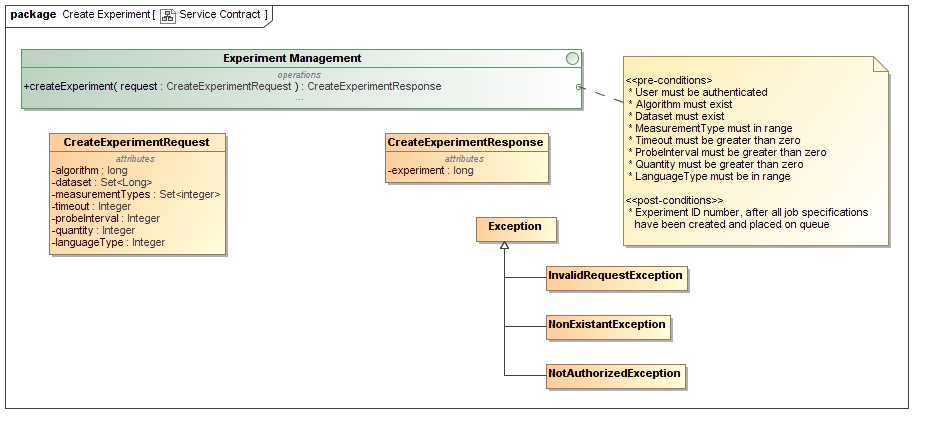 package Create Experiment [ Service Contract ]
Experiment Management
operations
+createExperiment( request : CreateExperimentRequest ) : CreateExperimentResponse
...
<<pre-conditions>
* User must be authenticated
* Algorithm must exist
* Dataset must exist
* MeasurementType must in range
* Timeout must be greater than zero
* ProbeInterval must be greater than zero
* Quantity must be greater than zero
* LanguageType must be in range
<<post-conditions>>
* Experiment ID number, after all job specifications
have been created and placed on queue
CreateExperimentRequest
attributes
-algorithm : long
-dataset : Set<Long>
-measurementTypes : Set<integer>
-timeout : Integer
-probeInterval : Integer
-quantity : Integer
-languageType : Integer
CreateExperimentResponse
attributes
-experiment : long
Exception
InvalidRequestException
NonExistantException
NotAuthorizedException